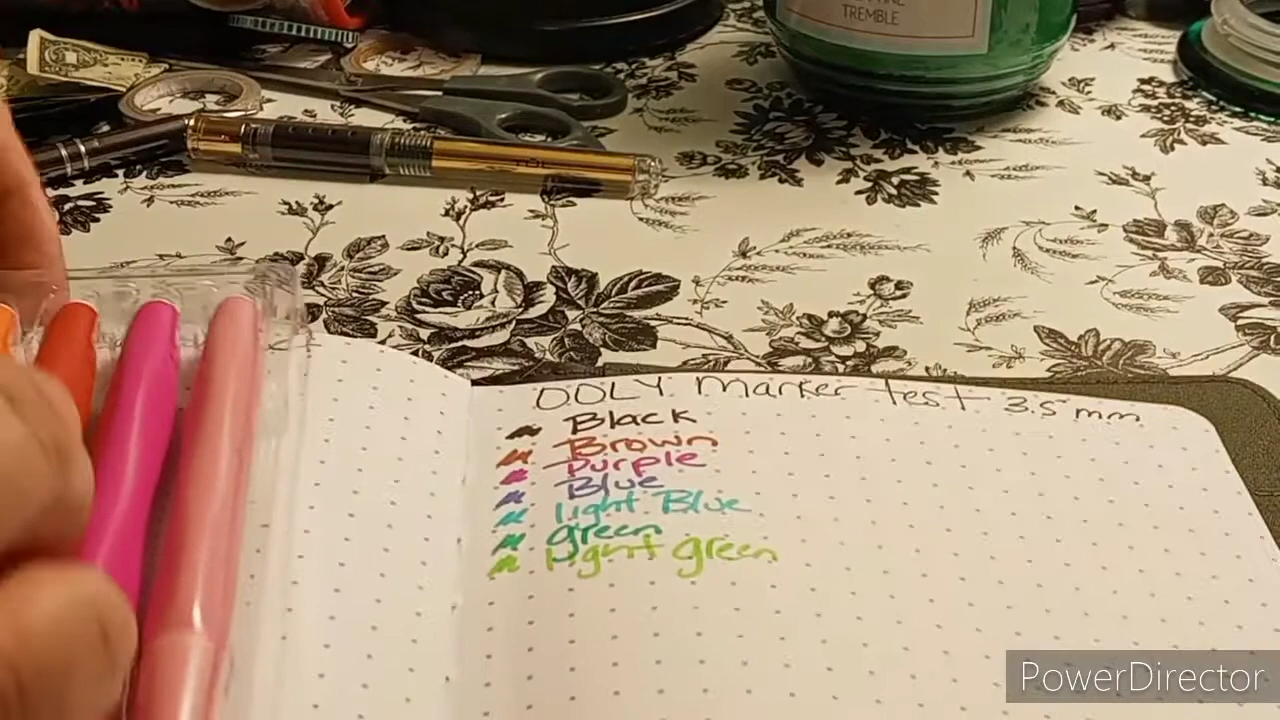 TREMBLE
OOLY Marker Test 3.5 mm
Black
Brown
Purple
Blue
light Blue
green
light green
PowerDirector